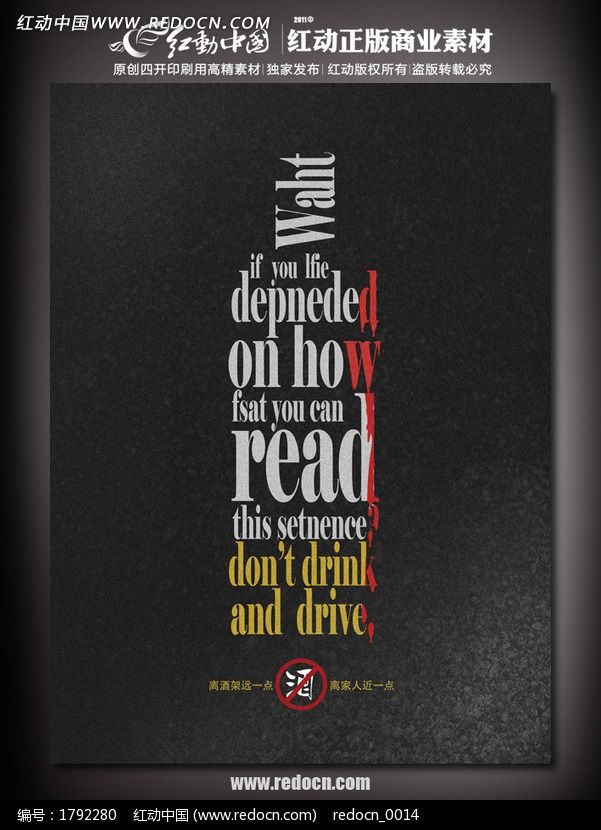 红动中国 WWW.REDOCN.COM
2011®
红動中国 红动正版商业素材
原创四开印刷用高精素材 | 独家发布 | 红动版权所有 | 盗版转载必究
Waht
if you lfie
depneded
on how
fsat you can
read
this setnence
don't drink
and drive
离酒架远一点 酒 离家人近一点
www.redocn.com
编号：1792280 红动中国 (www.redocn.com) redocn_0014